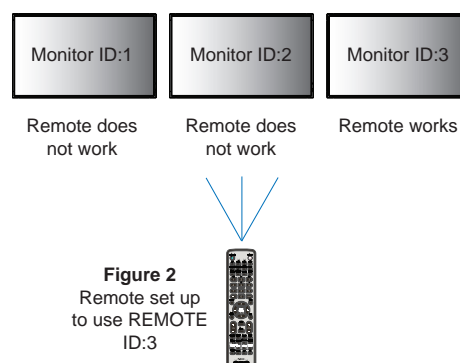 Monitor ID:1
Monitor ID:2
Monitor ID:3
Remote does
not work
Remote does
not work
Remote works
Figure 2
Remote set up
to use REMOTE
ID:3